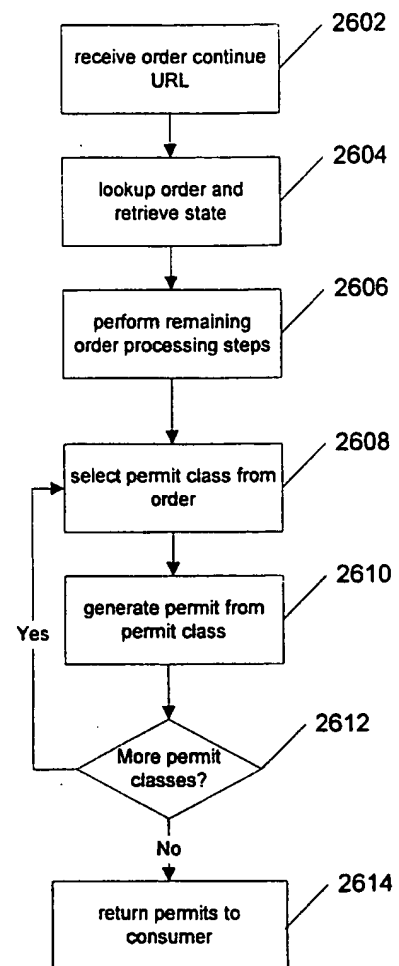 2602
receive order continue
URL
2604
lookup order and
retrieve state
2606
perform remaining
order processing steps
2608
select permit class from
order
2610
generate permit from
permit class
Yes
2612
More permit
classes?
No
2614
return permits to
consumer